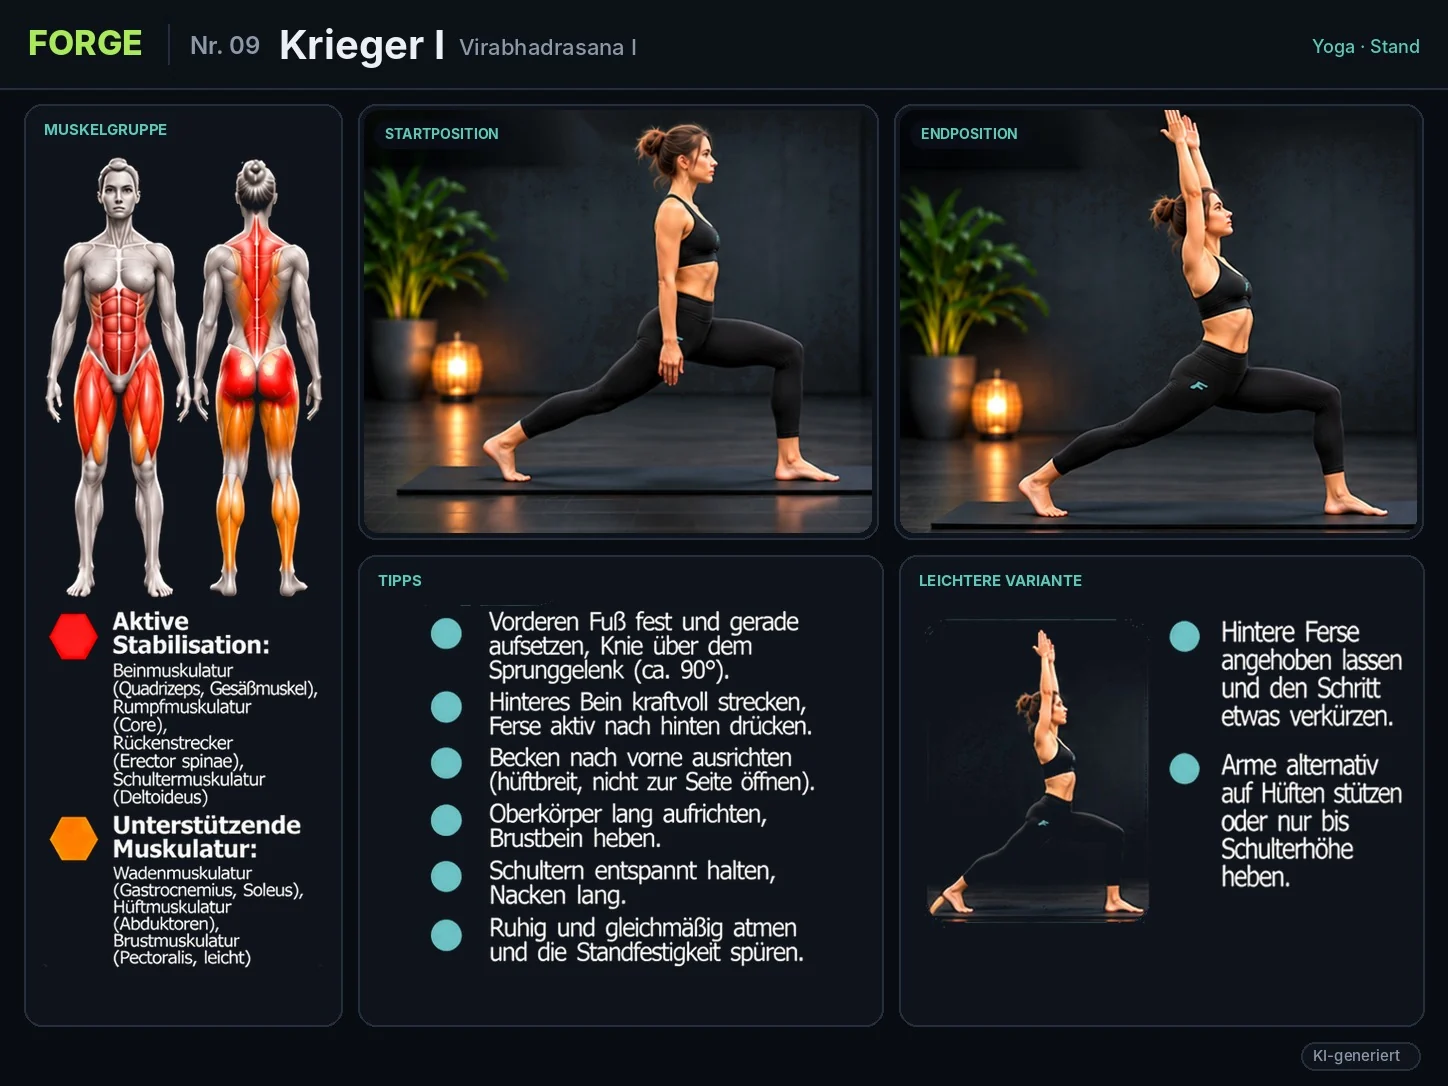 FORGE
Nr. 09
Krieger I
Virabhadrasana I
Yoga · Stand
MUSKELGRUPPE
Aktive
Stabilisation:
Beinmuskulatur
(Quadrizeps, Gesäßmuskel),
Rumpfmuskulatur
(Core),
Rückenstrecker
(Erector spinae),
Schultermuskulatur
(Deltoideus)
Unterstützende
Muskulatur:
Wadenmuskulatur
(Gastrocnemius, Soleus),
Hüftmuskulatur
(Abduktoren),
Brustmuskulatur
(Pectoralis, leicht)
STARTPOSITION
ENDPOSITION
TIPPS
Vorderen Fuß fest und gerade
aufsetzen, Knie über dem
Sprunggelenk (ca. 90°).
Hinteres Bein kraftvoll strecken,
Ferse aktiv nach hinten drücken.
Becken nach vorne ausrichten
(hüftbreit, nicht zur Seite öffnen).
Oberkörper lang aufrichten,
Brustbein heben.
Schultern entspannt halten,
Nacken lang.
Ruhig und gleichmäßig atmen
und die Standfestigkeit spüren.
LEICHTERE VARIANTE
Hintere Ferse
angehoben lassen
und den Schritt
etwas verkürzen.
Arme alternativ
auf Hüften stützen
oder nur bis
Schulterhöhe
heben.
KI-generiert